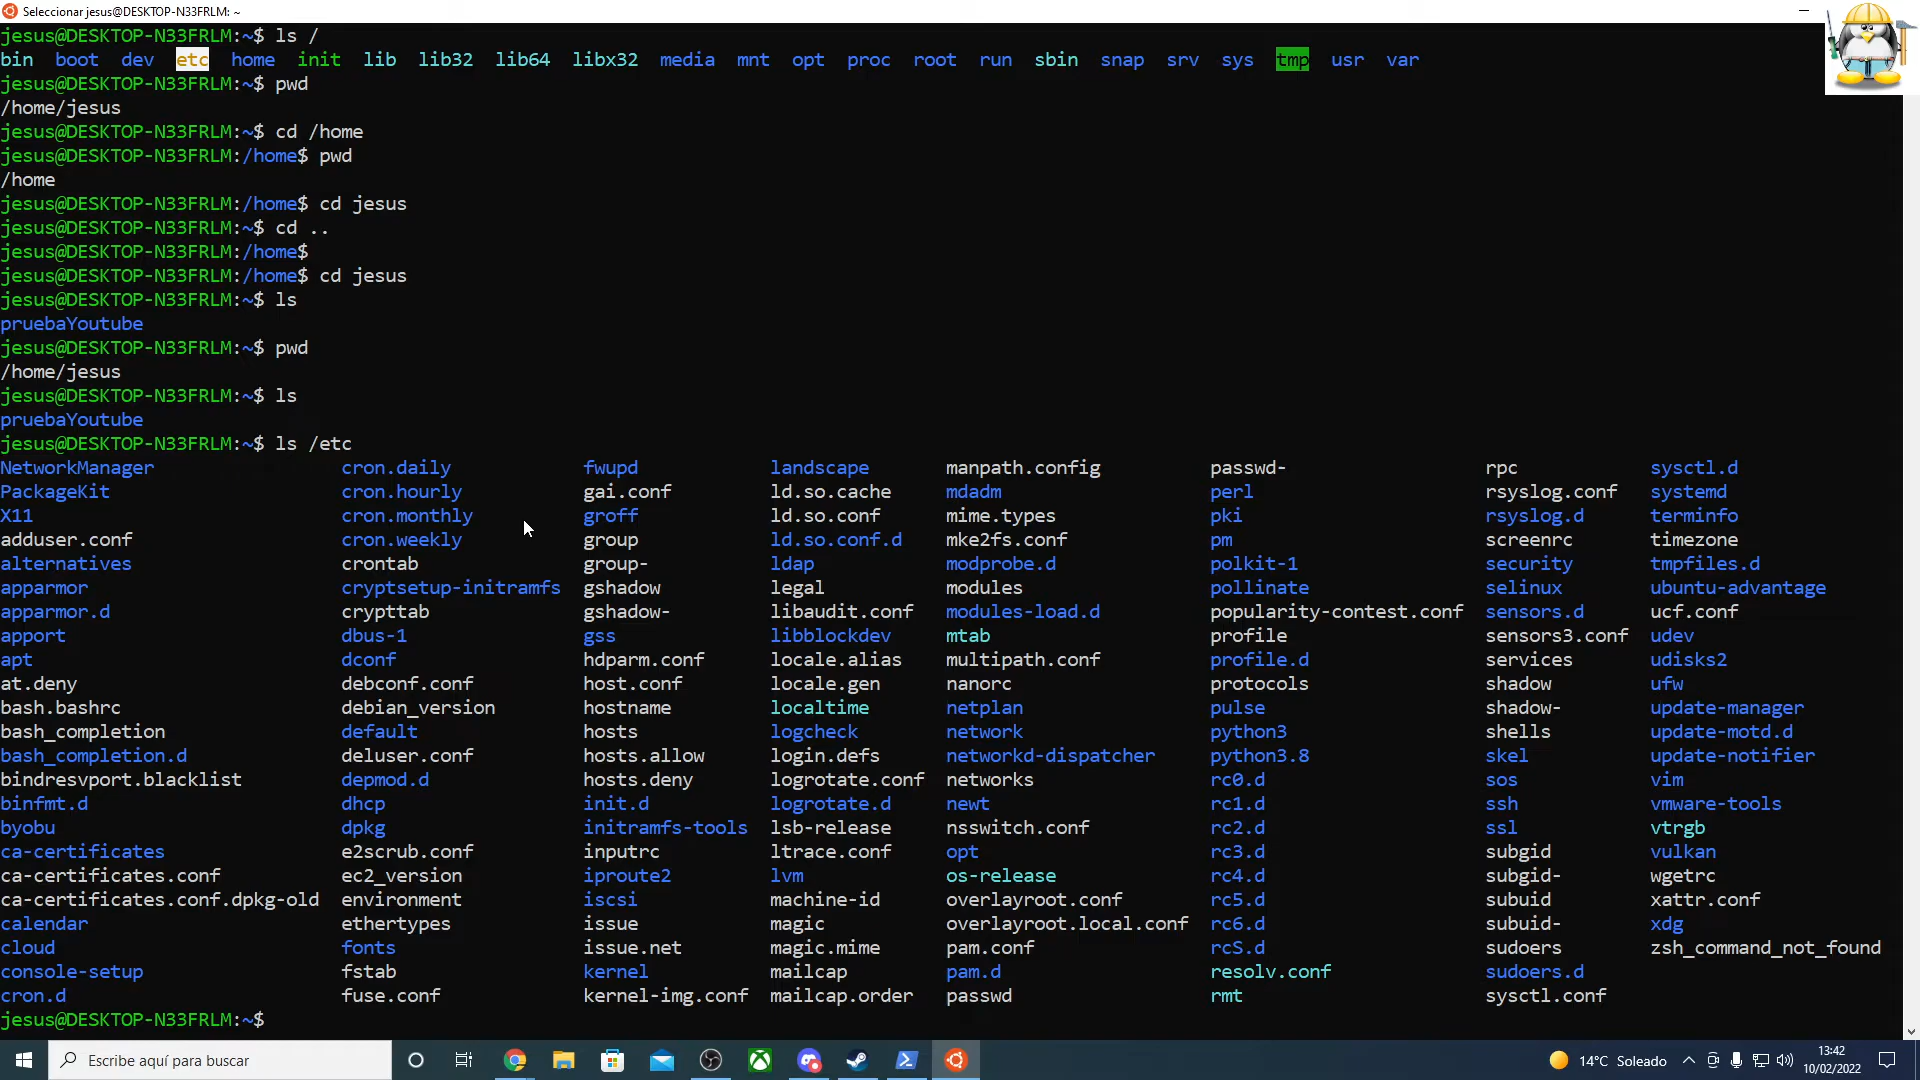 Seleccionar jesus@DESKTOP-N33FRLM: ~
jesus@DESKTOP-N33FRLM:~$ ls /
bin boot dev etc home init lib lib32 lib64 libx32 media mnt opt proc root run sbin snap srv sys tmp usr var
jesus@DESKTOP-N33FRLM:~$ pwd
/home/jesus
jesus@DESKTOP-N33FRLM:~$ cd /home
jesus@DESKTOP-N33FRLM:/home$ pwd
/home
jesus@DESKTOP-N33FRLM:/home$ cd jesus
jesus@DESKTOP-N33FRLM:~$ cd ..
jesus@DESKTOP-N33FRLM:/home$
jesus@DESKTOP-N33FRLM:/home$ cd jesus
jesus@DESKTOP-N33FRLM:~$ ls
pruebaYoutube
jesus@DESKTOP-N33FRLM:~$ pwd
/home/jesus
jesus@DESKTOP-N33FRLM:~$ ls
pruebaYoutube
jesus@DESKTOP-N33FRLM:~$ ls /etc
NetworkManager cron.daily fwupd landscape manpath.config passwd- rpc sysctl.d
PackageKit cron.hourly gai.conf ld.so.cache mdadm perl rsyslog.conf systemd
X11 cron.monthly groff ld.so.conf mime.types pki rsyslog.d terminfo
adduser.conf cron.weekly group ld.so.conf.d mke2fs.conf pm screenrc timezone
alternatives crontab group- ldap modprobe.d polkit-1 security tmpfiles.d
apparmor cryptsetup-initramfs gshadow legal modules pollinate selinux ubuntu-advantage
apparmor.d crypttab gshadow- libaudit.conf modules-load.d popularity-contest.conf sensors.d ucf.conf
apport dbus-1 gss libblockdev mtab profile sensors3.conf udev
apt dconf hdparm.conf locale.alias multipath.conf profile.d services udisks2
at.deny debconf.conf host.conf locale.gen nanorc protocols shadow ufw
bash.bashrc debian_version hostname localtime netplan pulse shadow- update-manager
bash_completion default hosts logcheck network python3 shells update-motd.d
bash_completion.d deluser.conf hosts.allow login.defs networkd-dispatcher python3.8 skel update-notifier
bindresvport.blacklist depmod.d hosts.deny logrotate.conf networks rc0.d sos vim
binfmt.d dhcp init.d logrotate.d newt rc1.d ssh vmware-tools
byobu dpkg initramfs-tools lsb-release nsswitch.conf rc2.d ssl vtrgb
ca-certificates e2scrub.conf inputrc ltrace.conf opt rc3.d subgid vulkan
ca-certificates.conf ec2_version iproute2 lvm os-release rc4.d subgid- wgetrc
ca-certificates.conf.dpkg-old environment iscsi machine-id overlayroot.conf rc5.d subuid xattr.conf
calendar ethertypes issue magic overlayroot.local.conf rc6.d subuid- xdg
cloud fonts issue.net magic.mime pam.conf rcS.d sudoers zsh_command_not_found
console-setup fstab kernel mailcap pam.d resolv.conf sudoers.d
cron.d fuse.conf kernel-img.conf mailcap.order passwd rmt sysctl.conf
jesus@DESKTOP-N33FRLM:~$
Escribe aquí para buscar
14°C Soleado
13:42
10/02/2022